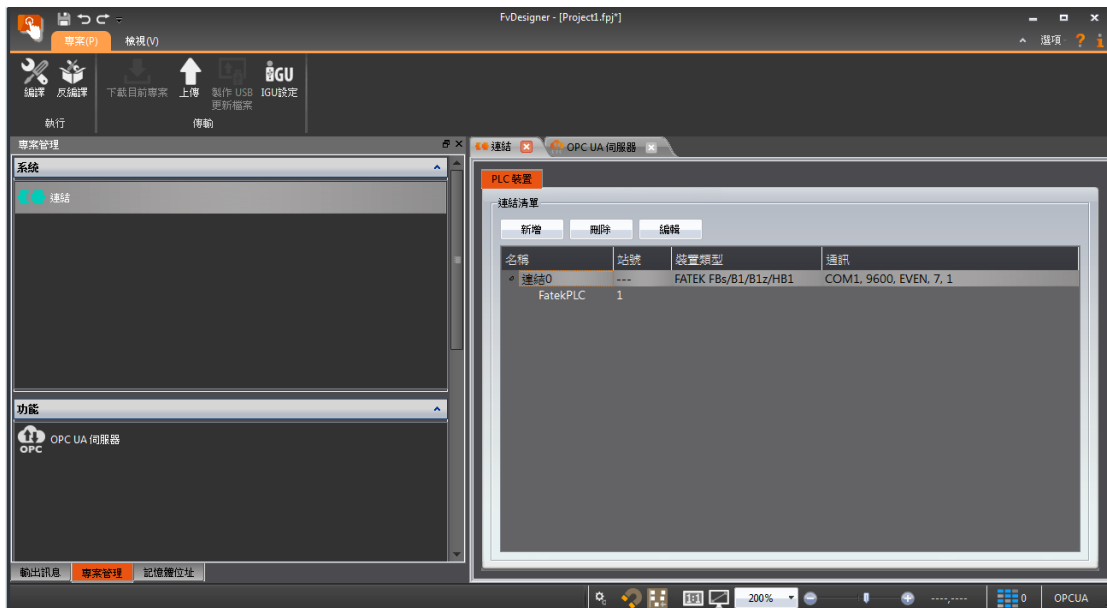 FvDesigner - [Project1.fpj*]
專案(P) 檢視(V) 選項 ?
編譯 反編譯 下載目前專案 上傳 製作 USB 更新檔案 IGU設定
執行 傳輸
專案管理
系統
連結
功能
OPC UA 伺服器
輸出訊息 專案管理 記憶體位址
連結 OPC UA 伺服器
PLC 裝置
連結清單
新增 刪除 編輯
名稱 站號 裝置類型 通訊
連結0 --- FATEK FBs/B1/B1z/HB1 COM1, 9600, EVEN, 7, 1
FatekPLC 1
1:1 200% ----,---- 0 OPCUA